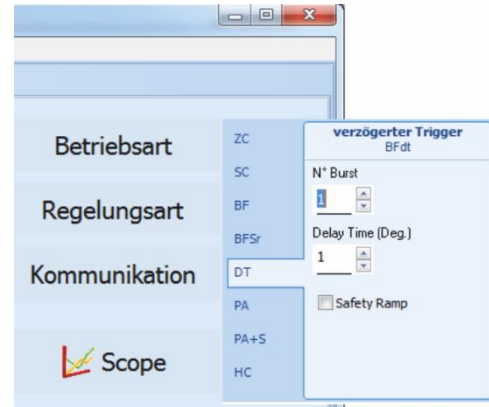 Betriebsart
Regelungsart
Kommunikation
Scope
ZC
SC
BF
BFSr
DT
PA
PA+S
HC
verzögerter Trigger
BFdt
N° Burst
1
Delay Time (Deg.)
1
Safety Ramp